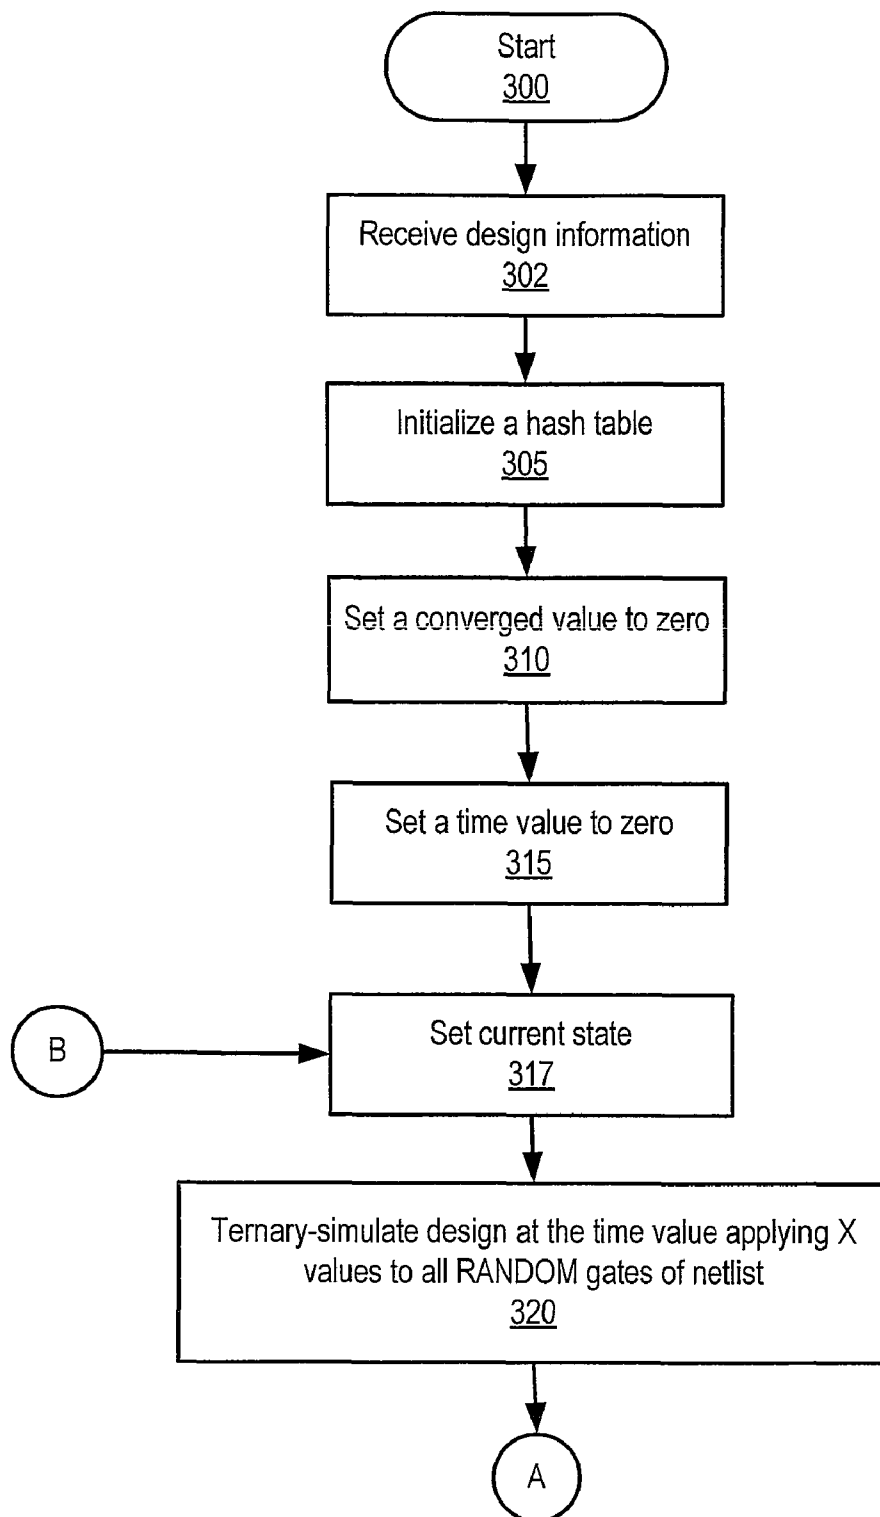 Start
300
Receive design information
302
Initialize a hash table
305
Set a converged value to zero
310
Set a time value to zero
315
B
Set current state
317
Ternary-simulate design at the time value applying X
values to all RANDOM gates of netlist
320
A